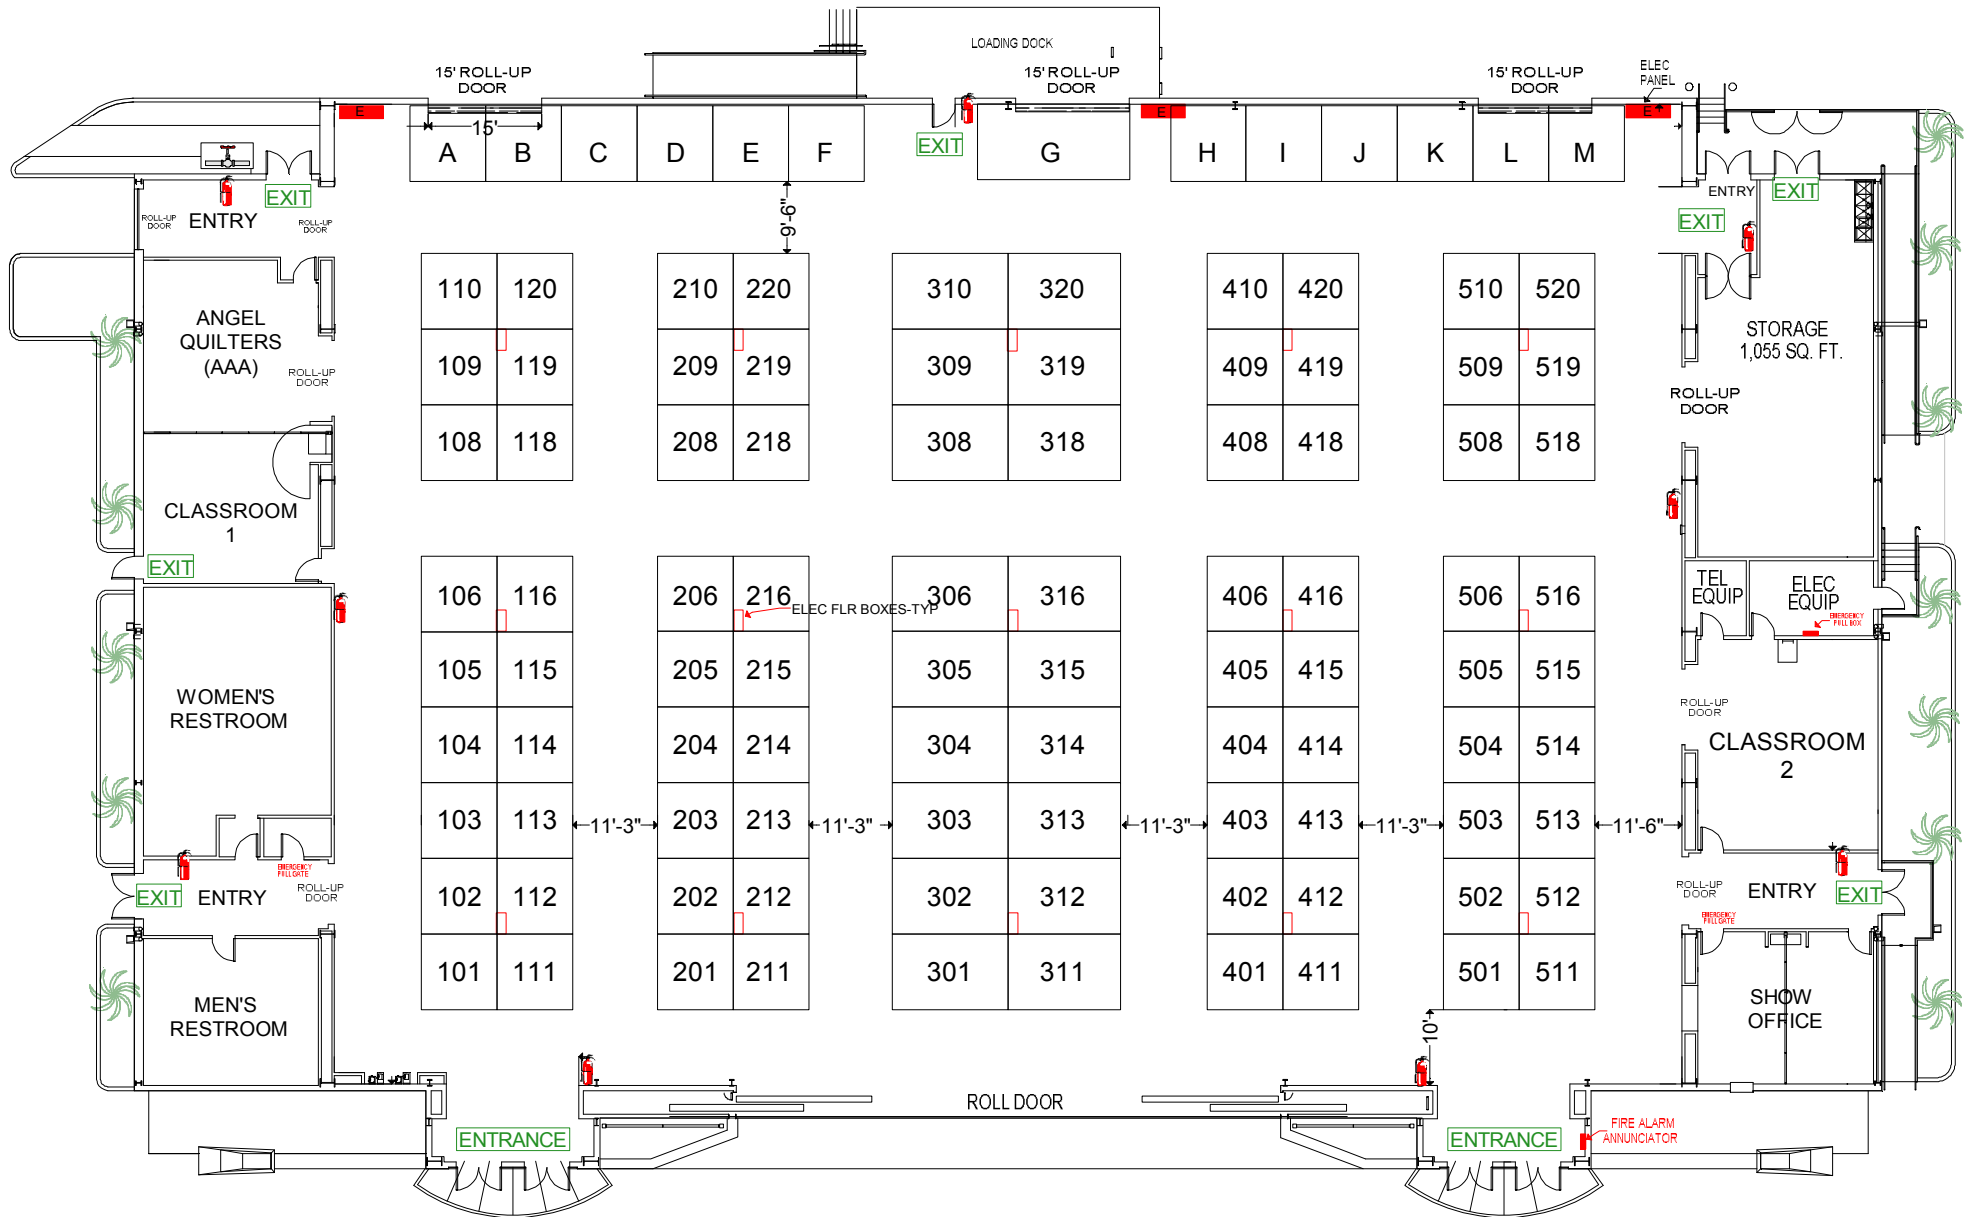 LOADING DOCK
15' ROLL-UP
DOOR
15' ROLL-UP
DOOR
15' ROLL-UP
DOOR
ELEC
PANEL
E
E
E
15'
A B C D E F
EXIT
G
H I J K L M
EXIT
ROLL-UP
DOOR
ENTRY
ROLL-UP
DOOR
9'-6"
ENTRY
EXIT
EXIT
110 120 210 220 310 320 410 420 510 520
ANGEL
QUILTERS
(AAA)
ROLL-UP
DOOR
109 119 209 219 309 319 409 419 509 519
STORAGE
1,055 SQ. FT.
ROLL-UP
DOOR
108 118 208 218 308 318 408 418 508 518
CLASSROOM
1
EXIT
106 116 206 216 306 316 406 416 506 516
ELEC FLR BOXES-TYP
TEL
EQUIP
ELEC
EQUIP
EMERGENCY
PULL BOX
105 115 205 215 305 315 405 415 505 515
WOMEN'S
RESTROOM
ROLL-UP
DOOR
104 114 204 214 304 314 404 414 504 514
CLASSROOM
2
103 113 11'-3" 203 213 11'-3" 303 313 11'-3" 403 413 11'-3" 503 513 11'-6"
EMERGENCY
PULL GATE
EXIT
ENTRY
ROLL-UP
DOOR
102 112 202 212 302 312 402 412 502 512
ROLL-UP
DOOR
ENTRY
EXIT
EMERGENCY
PULL GATE
101 111 201 211 301 311 401 411 501 511
MEN'S
RESTROOM
SHOW
OFFICE
10'
ROLL DOOR
ENTRANCE
ENTRANCE
FIRE ALARM
ANNUNCIATOR